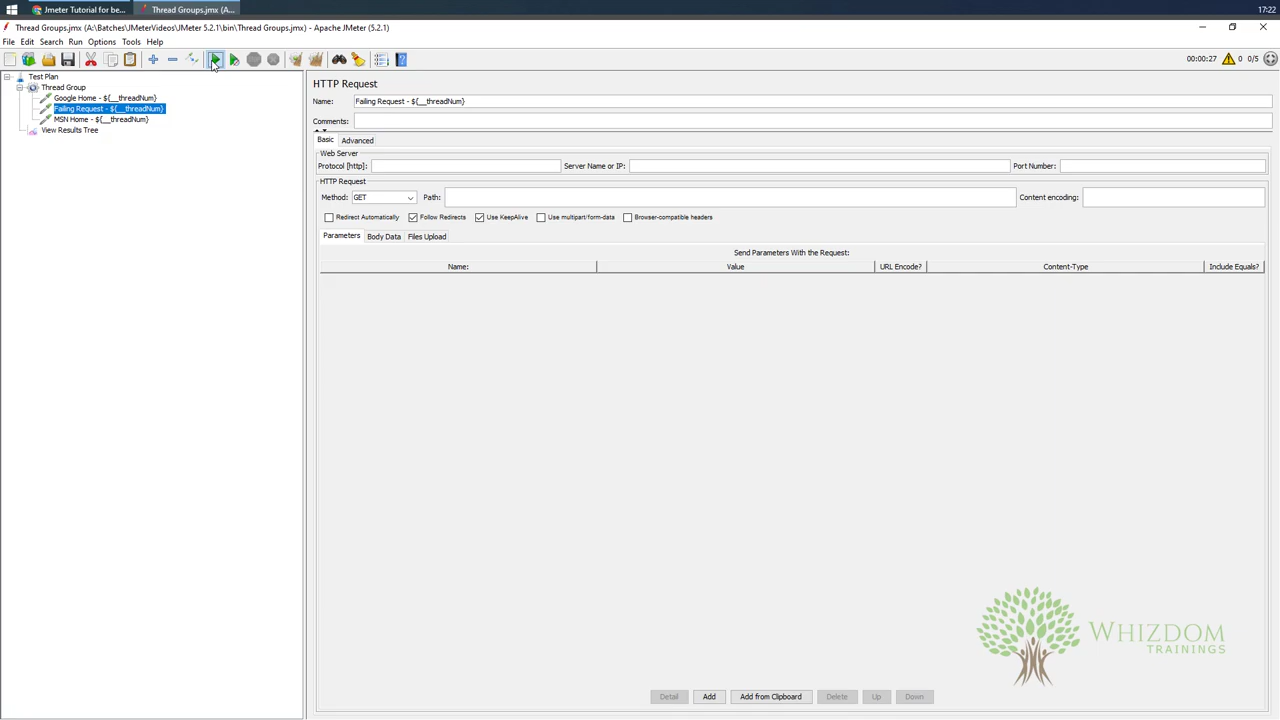 Jmeter Tutorial for be...
Thread Groups.jmx (A...
17:22
Thread Groups.jmx (A:\Batches\JMeterVideos\JMeter 5.2.1\bin\Thread Groups.jmx) - Apache JMeter (5.2.1)
File Edit Search Run Options Tools Help
00:00:27 0 0/5
Test Plan
Thread Group
Google Home - ${__threadNum}
Failing Request - ${__threadNum}
MSN Home - ${__threadNum}
View Results Tree
HTTP Request
Name: Failing Request - ${__threadNum}
Comments:
Basic Advanced
Web Server
Protocol [http]: Server Name or IP: Port Number:
HTTP Request
Method: GET Path: Content encoding:
Redirect Automatically Follow Redirects Use KeepAlive Use multipart/form-data Browser-compatible headers
Parameters Body Data Files Upload
Send Parameters With the Request:
Name: Value URL Encode? Content-Type Include Equals?
WHIZDOM
TRAININGS
Detail Add Add from Clipboard Delete Up Down